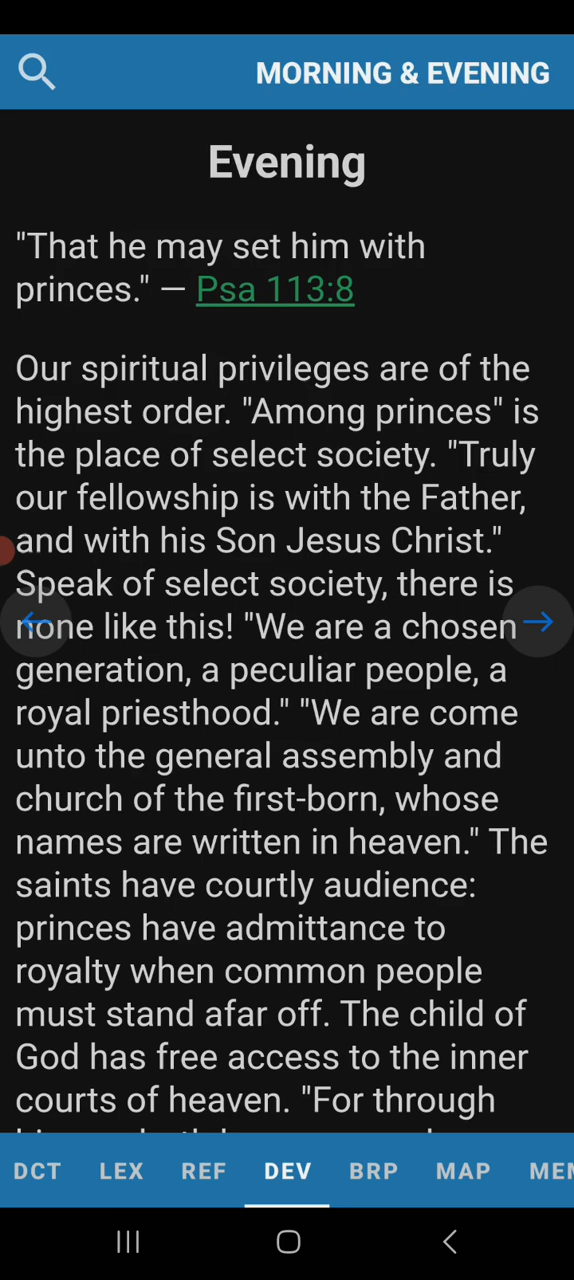 MORNING & EVENING
Evening
"That he may set him with
princes." — Psa 113:8
Our spiritual privileges are of the
highest order. "Among princes" is
the place of select society. "Truly
our fellowship is with the Father,
and with his Son Jesus Christ."
Speak of select society, there is
none like this! "We are a chosen
generation, a peculiar people, a
royal priesthood." "We are come
unto the general assembly and
church of the first-born, whose
names are written in heaven." The
saints have courtly audience:
princes have admittance to
royalty when common people
must stand afar off. The child of
God has free access to the inner
courts of heaven. "For through
DCT LEX REF DEV BRP MAP MEM